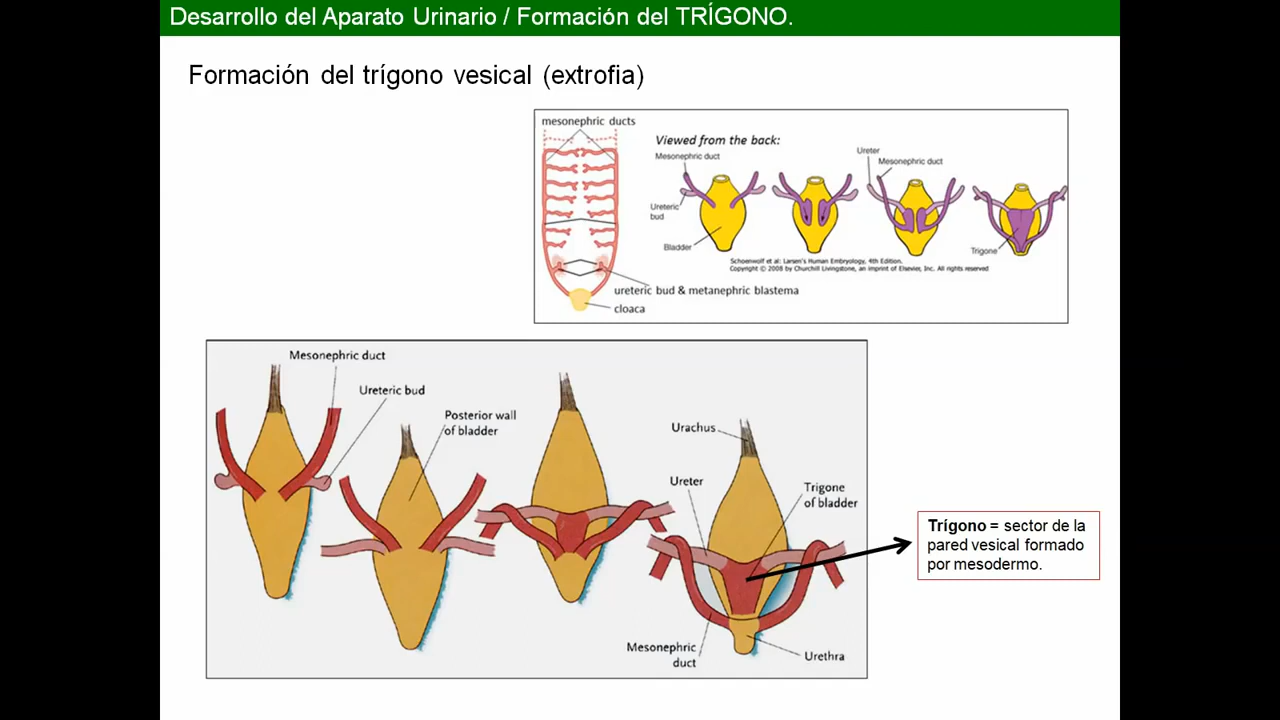 Desarrollo del Aparato Urinario / Formación del TRÍGONO.
Formación del trígono vesical (extrofia)
mesonephric ducts
Viewed from the back:
Mesonephric duct
Ureteric
bud
Bladder
Ureter
Mesonephric duct
Trigone
Schoenwolf et al: Larsen's Human Embryology, 4th Edition.
Copyright © 2008 by Churchill Livingstone, an imprint of Elsevier, Inc. All rights reserved
ureteric bud & metanephric blastema
cloaca
Mesonephric duct
Ureteric bud
Posterior wall
of bladder
Urachus
Ureter
Trigone
of bladder
Mesonephric
duct
Urethra
Trígono = sector de la
pared vesical formado
por mesodermo.